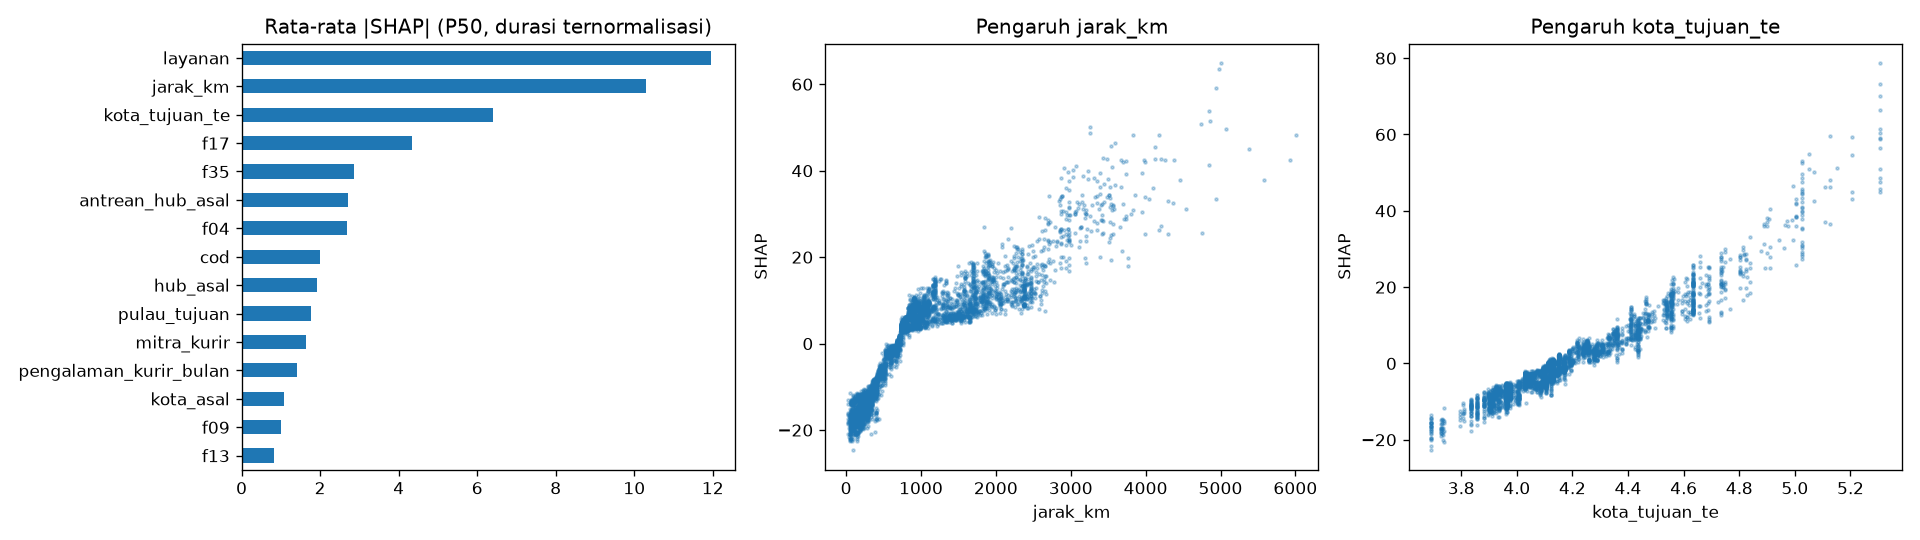 Rata-rata |SHAP| (P50, durasi ternormalisasi)
layanan
jarak_km
kota_tujuan_te
f17
f35
antrean_hub_asal
f04
cod
hub_asal
pulau_tujuan
mitra_kurir
pengalaman_kurir_bulan
kota_asal
f09
f13
0 2 4 6 8 10 12
Pengaruh jarak_km
SHAP
60
40
20
0
−20
0 1000 2000 3000 4000 5000 6000
jarak_km
Pengaruh kota_tujuan_te
SHAP
80
60
40
20
0
−20
3.8 4.0 4.2 4.4 4.6 4.8 5.0 5.2
kota_tujuan_te